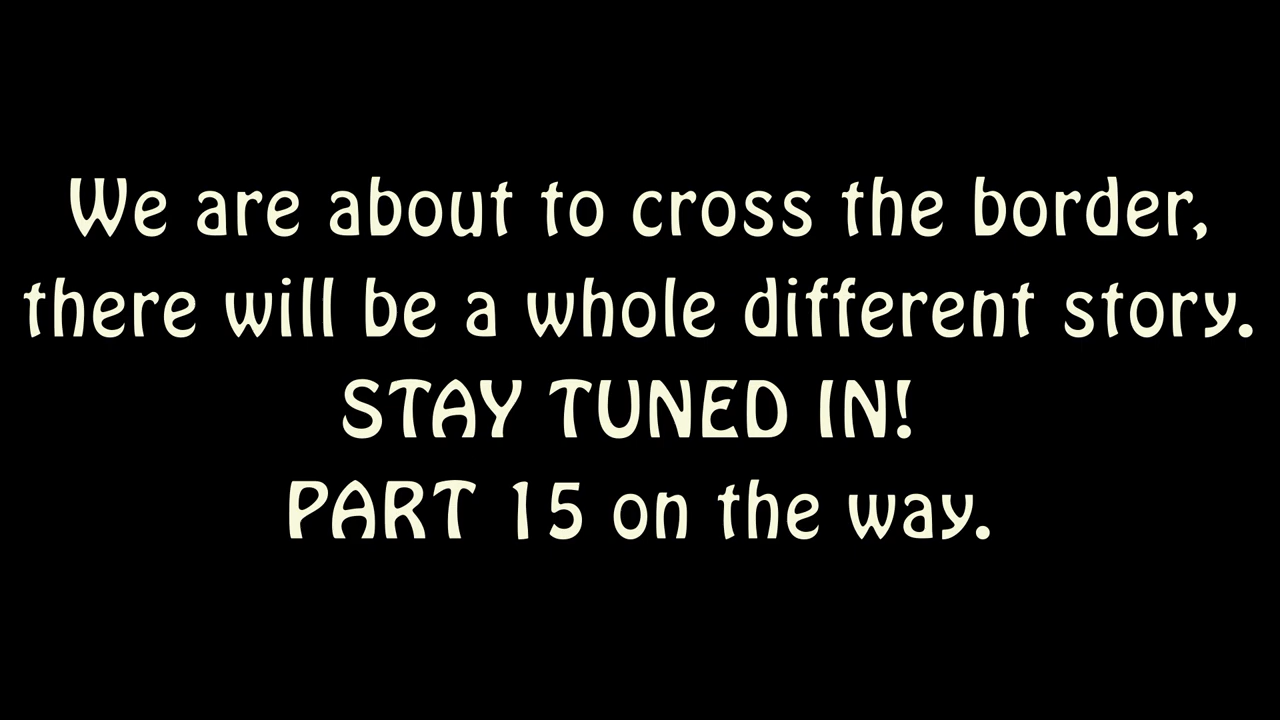 We are about to cross the border,
there will be a whole different story.
STAY TUNED IN!
PART 15 on the way.